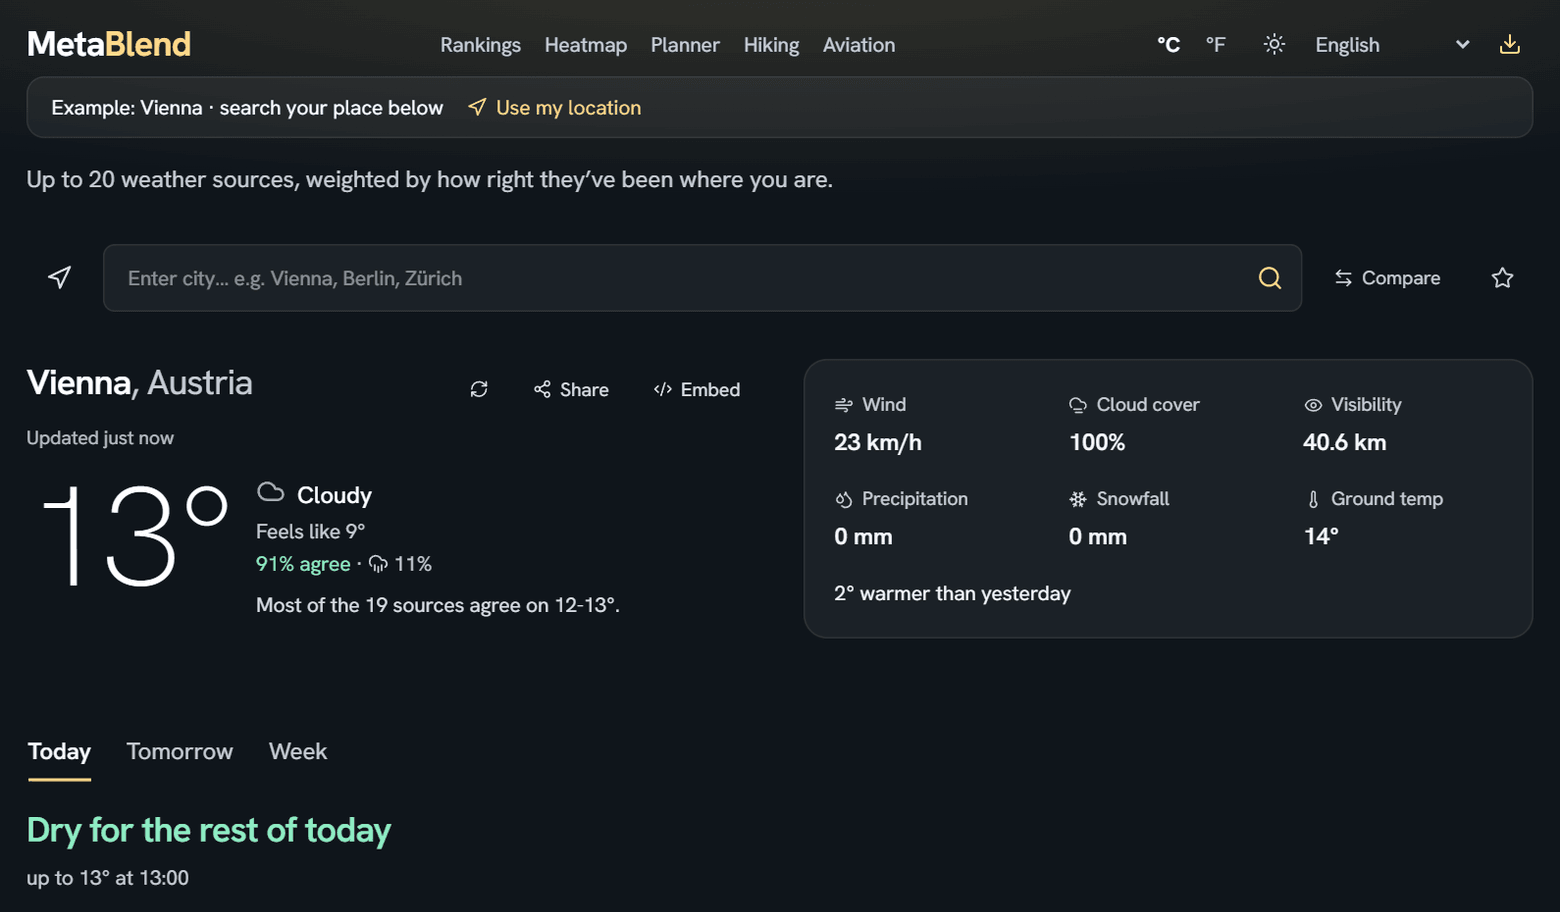 MetaBlend
Rankings Heatmap Planner Hiking Aviation
°C °F English
Example: Vienna · search your place below Use my location
Up to 20 weather sources, weighted by how right they’ve been where you are.
Enter city... e.g. Vienna, Berlin, Zürich
Compare
Vienna, Austria
Share Embed
Updated just now
13°
Cloudy
Feels like 9°
91% agree · 11%
Most of the 19 sources agree on 12-13°.
Wind Cloud cover Visibility
23 km/h 100% 40.6 km
Precipitation Snowfall Ground temp
0 mm 0 mm 14°
2° warmer than yesterday
Today Tomorrow Week
Dry for the rest of today
up to 13° at 13:00